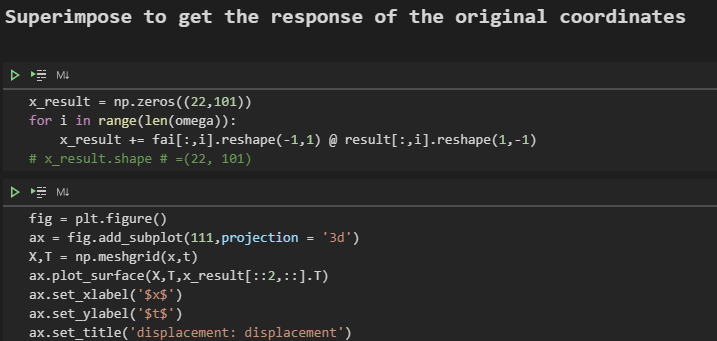 Superimpose to get the response of the original coordinates
M↓
x_result = np.zeros((22,101))
for i in range(len(omega)):
    x_result += fai[:,i].reshape(-1,1) @ result[:,i].reshape(1,-1)
# x_result.shape # =(22, 101)
M↓
fig = plt.figure()
ax = fig.add_subplot(111,projection = '3d')
X,T = np.meshgrid(x,t)
ax.plot_surface(X,T,x_result[::2,::].T)
ax.set_xlabel('$x$')
ax.set_ylabel('$t$')
ax.set_title('displacement: displacement')